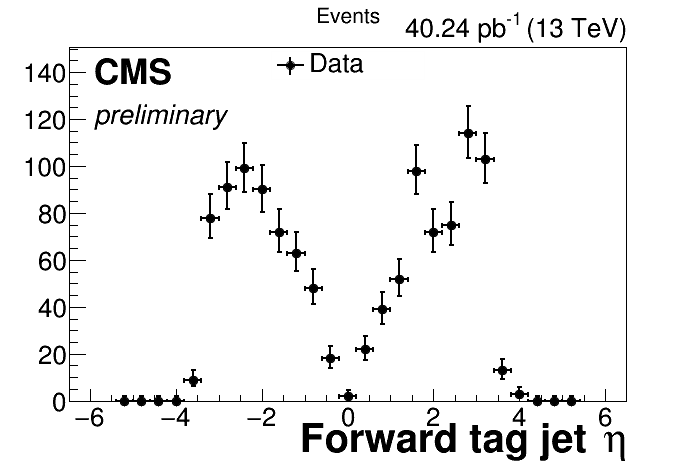 Events
40.24 pb-1 (13 TeV)
CMS
Data
preliminary
140
120
100
80
60
40
20
0
−6 −4 −2 0 2 4 6
Forward tag jet η